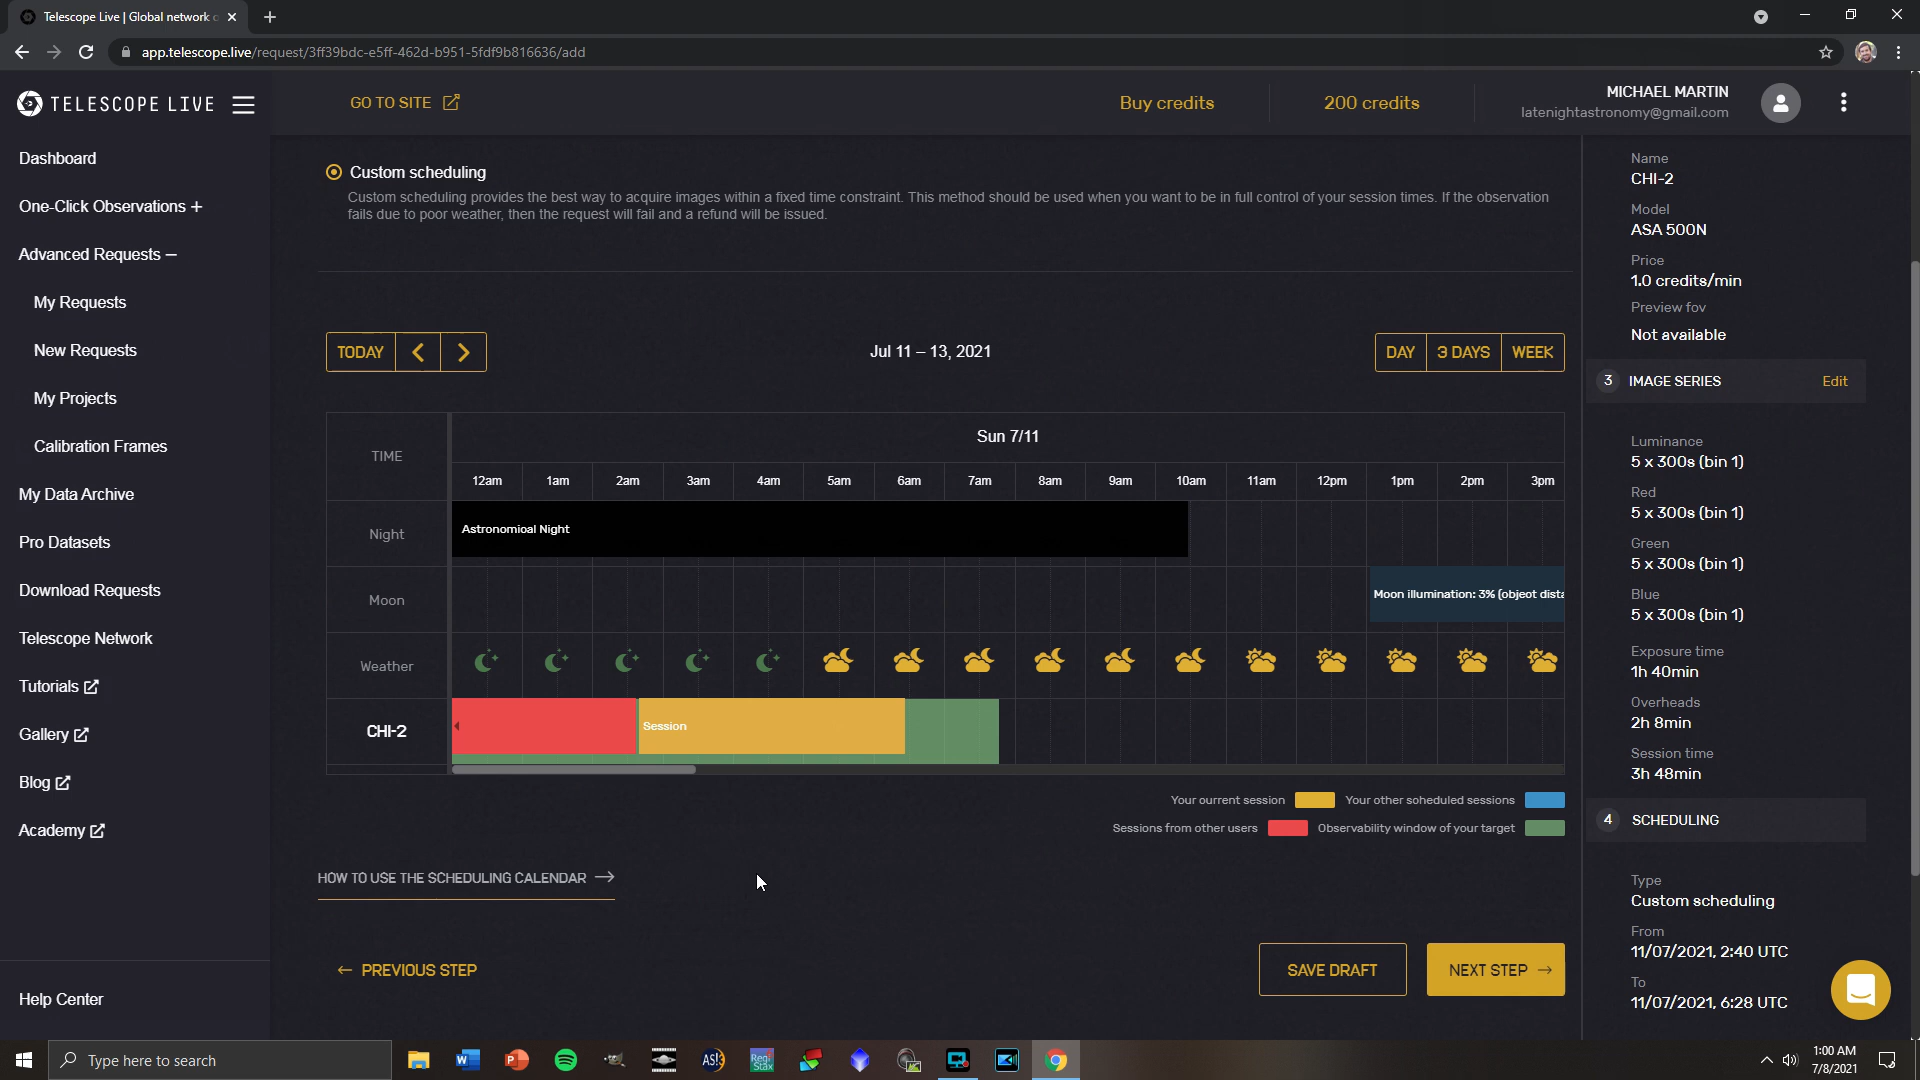 Telescope Live | Global network o
app.telescope.live/request/3ff39bdc-e5ff-462d-b951-5fdf9b816636/add
TELESCOPE LIVE
GO TO SITE
Buy credits
200 credits
MICHAEL MARTIN
latenightastronomy@gmail.com
Dashboard
One-Click Observations +
Advanced Requests –
My Requests
New Requests
My Projects
Calibration Frames
My Data Archive
Pro Datasets
Download Requests
Telescope Network
Tutorials
Gallery
Blog
Academy
Help Center
Custom scheduling
Custom scheduling provides the best way to acquire images within a fixed time constraint. This method should be used when you want to be in full control of your session times. If the observation
fails due to poor weather, then the request will fail and a refund will be issued.
TODAY
Jul 11 – 13, 2021
DAY 3 DAYS WEEK
TIME
Sun 7/11
12am 1am 2am 3am 4am 5am 6am 7am 8am 9am 10am 11am 12pm 1pm 2pm 3pm
Night
Astronomical Night
Moon
Moon illumination: 3% (object dista
Weather
CHI-2
Session
Your current session
Your other scheduled sessions
Sessions from other users
Observability window of your target
HOW TO USE THE SCHEDULING CALENDAR →
← PREVIOUS STEP
SAVE DRAFT
NEXT STEP →
Name
CHI-2
Model
ASA 500N
Price
1.0 credits/min
Preview fov
Not available
3 IMAGE SERIES Edit
Luminance
5 x 300s (bin 1)
Red
5 x 300s (bin 1)
Green
5 x 300s (bin 1)
Blue
5 x 300s (bin 1)
Exposure time
1h 40min
Overheads
2h 8min
Session time
3h 48min
4 SCHEDULING
Type
Custom scheduling
From
11/07/2021, 2:40 UTC
To
11/07/2021, 6:28 UTC
Type here to search
AS!3
Regi
Stax
1:00 AM
7/8/2021